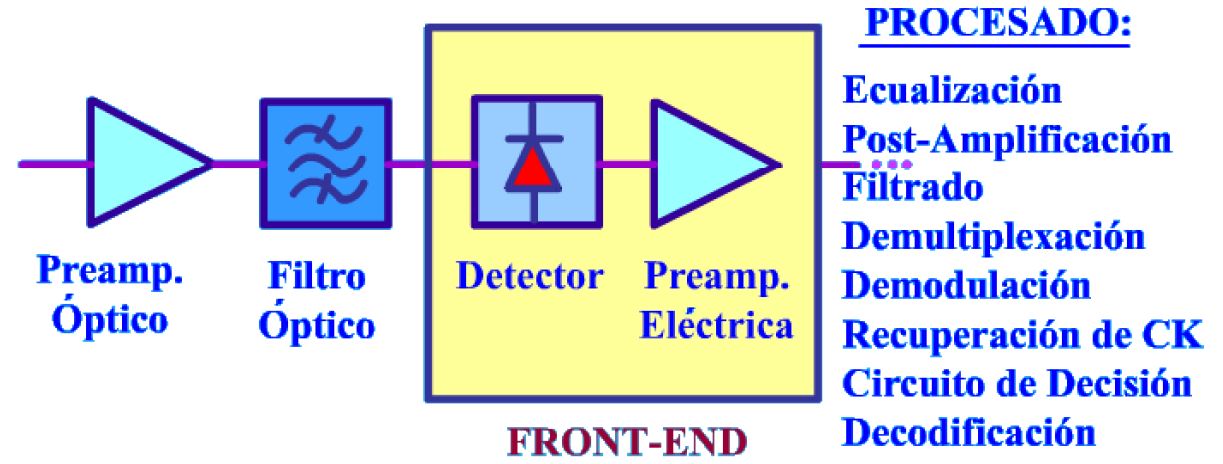 PROCESADO:
Ecualización
Post-Amplificación
Filtrado
Demultiplexación
Demodulación
Recuperación de CK
Circuito de Decisión
Decodificación
Preamp.
Óptico
Filtro
Óptico
Detector
Preamp.
Eléctrica
FRONT-END